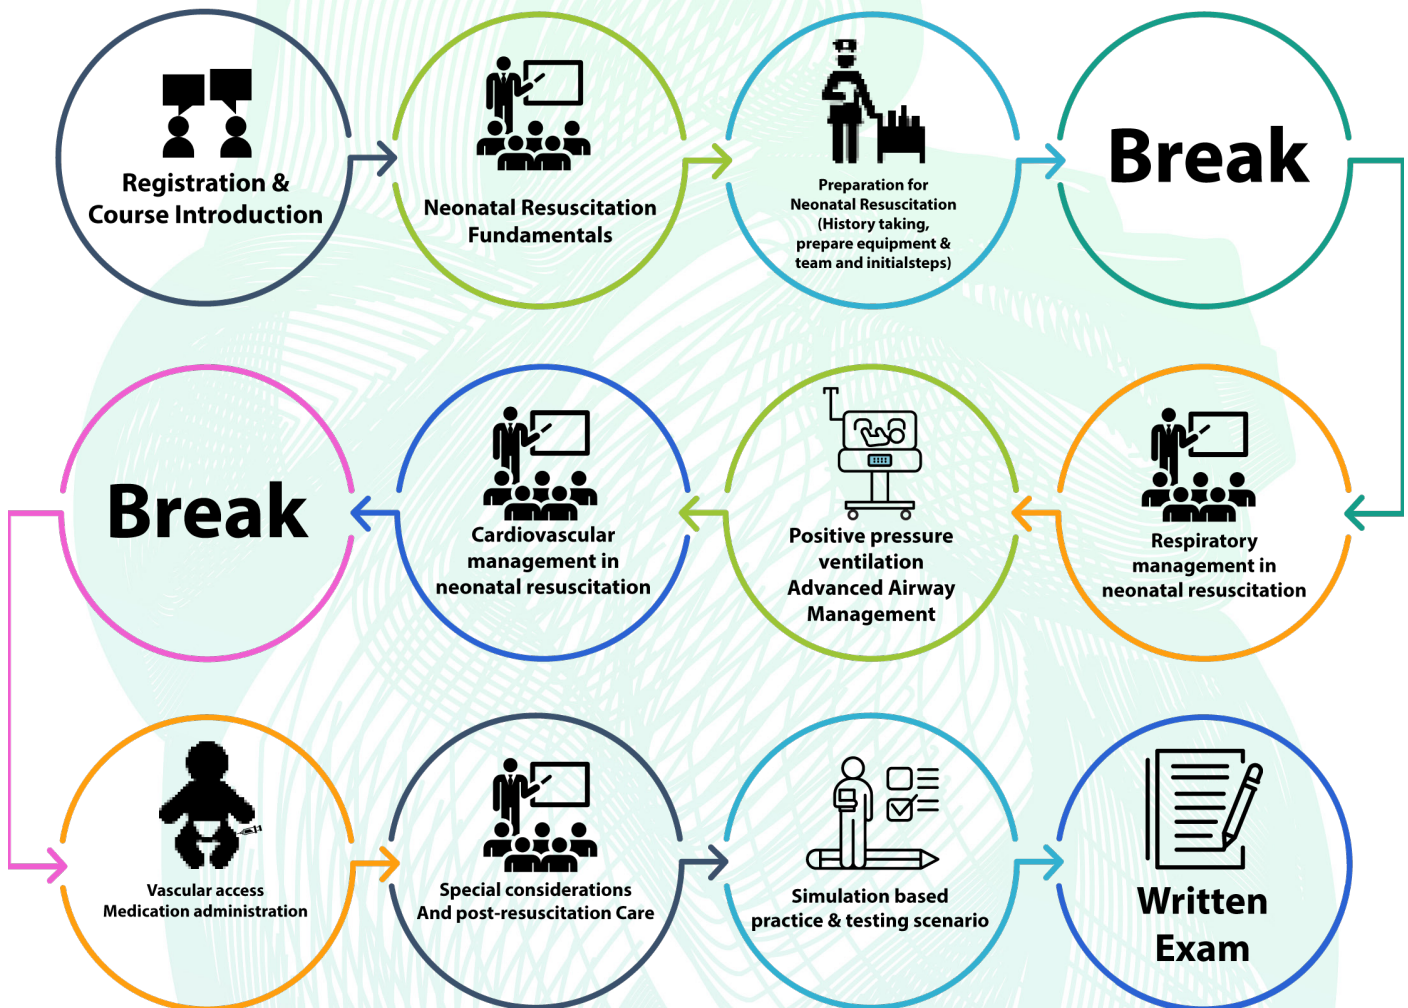 Registration &
Course Introduction
Neonatal Resuscitation
Fundamentals
Preparation for
Neonatal Resuscitation
(History taking,
prepare equipment &
team and initialsteps)
Break
Respiratory
management in
neonatal resuscitation
Positive pressure
ventilation
Advanced Airway
Management
Cardiovascular
management in
neonatal resuscitation
Break
Vascular access
Medication administration
Special considerations
And post-resuscitation Care
Simulation based
practice & testing scenario
Written
Exam